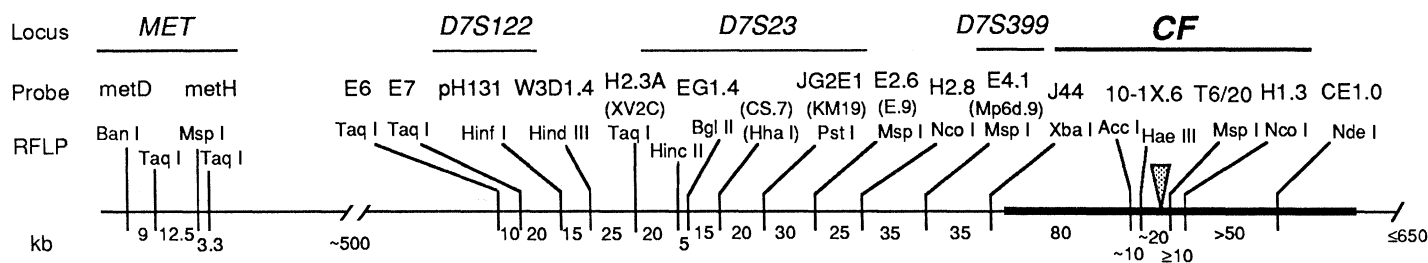 Locus MET D7S122 D7S23 D7S399 CF
Probe metD metH E6 E7 pH131 W3D1.4 H2.3A EG1.4 JG2E1 E2.6 H2.8 E4.1 J44 10-1X.6 T6/20 H1.3 CE1.0
(XV2C) (CS.7) (KM19) (E.9) (Mp6d.9)
RFLP Ban I Msp I Taq I Taq I Hinf I Hind III Taq I Bgl II (Hha I) Pst I Msp I Nco I Msp I Xba I Acc I Hae III Msp I Nco I Nde I
Taq I Taq I Hinc II
kb 9 12.5 3.3 ~500 10 20 15 25 20 5 15 20 30 25 35 35 80 ~10 ~20 ≥10 >50 ≤650